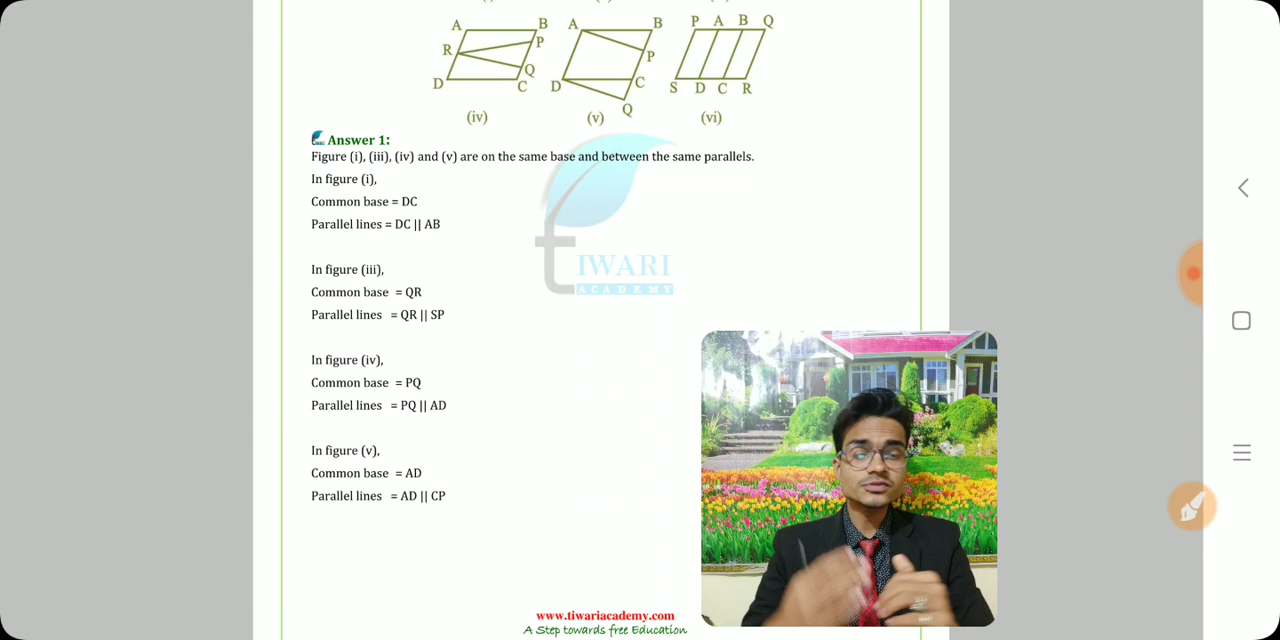 A B A B P A B Q
R P P
D Q C D C S D C R
Q
(iv) (v) (vi)
Answer 1:
Figure (i), (iii), (iv) and (v) are on the same base and between the same parallels.
In figure (i),
Common base = DC
Parallel lines = DC || AB
In figure (iii),
Common base = QR
Parallel lines = QR || SP
In figure (iv),
Common base = PQ
Parallel lines = PQ || AD
In figure (v),
Common base = AD
Parallel lines = AD || CP
TIWARI
ACADEMY
www.tiwariacademy.com
A Step towards free Education